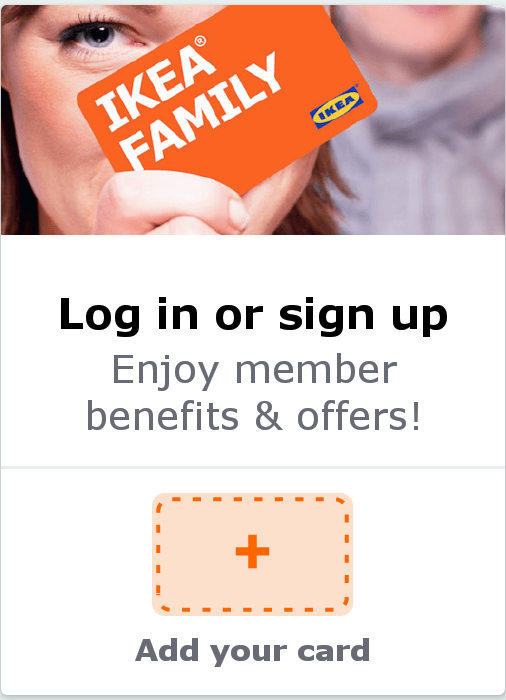 IKEA®
FAMILY
IKEA®
Log in or sign up
Enjoy member
benefits & offers!
+
Add your card